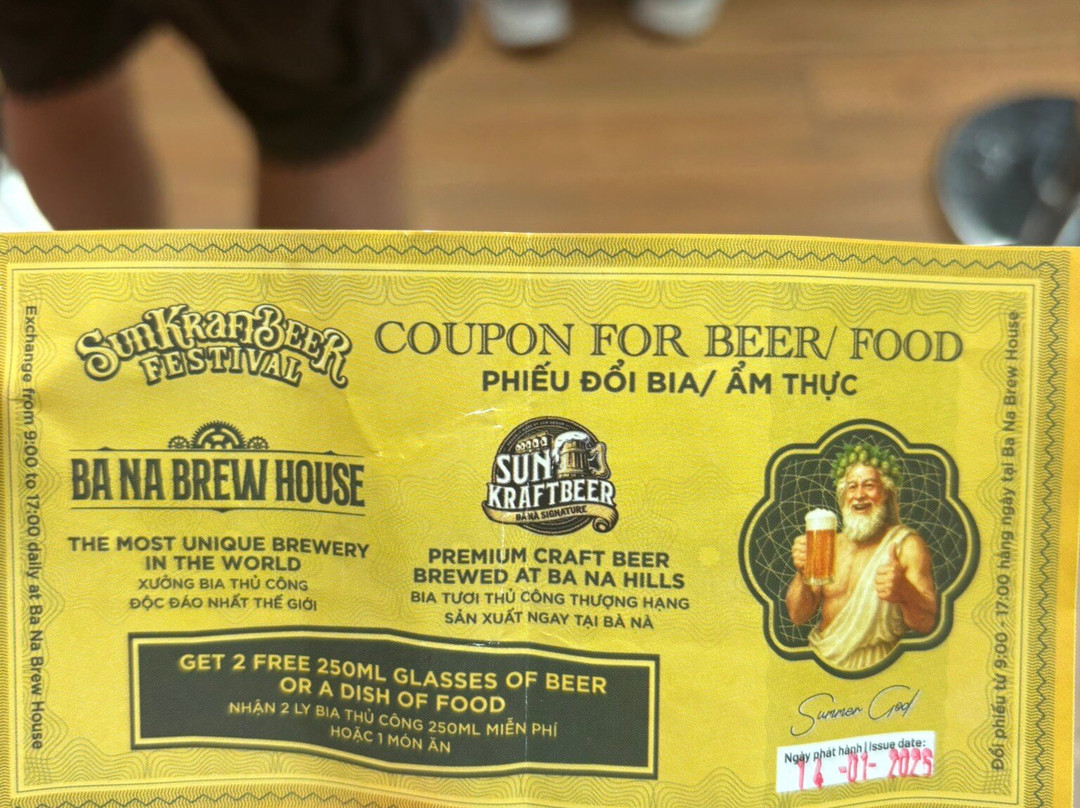 Exchange from 9:00 to 17:00 daily at Ba Na Brew House
SunKraftBeer
FESTIVAL
COUPON FOR BEER/ FOOD
PHIẾU ĐỔI BIA/ ẨM THỰC
BA NA BREW HOUSE
THE MOST UNIQUE BREWERY
IN THE WORLD
XƯỞNG BIA THỦ CÔNG
ĐỘC ĐÁO NHẤT THẾ GIỚI
SUN
KRAFTBEER
BÀ NÀ SIGNATURE
PREMIUM CRAFT BEER
BREWED AT BA NA HILLS
BIA TƯƠI THỦ CÔNG THƯỢNG HẠNG
SẢN XUẤT NGAY TẠI BÀ NÀ
GET 2 FREE 250ML GLASSES OF BEER
OR A DISH OF FOOD
NHẬN 2 LY BIA THỦ CÔNG 250ML MIỄN PHÍ
HOẶC 1 MÓN ĂN
Summer God
Ngày phát hành | Issue date:
14 -01- 2025
Đổi phiếu từ 9:00 - 17:00 hàng ngày tại Ba Na Brew House